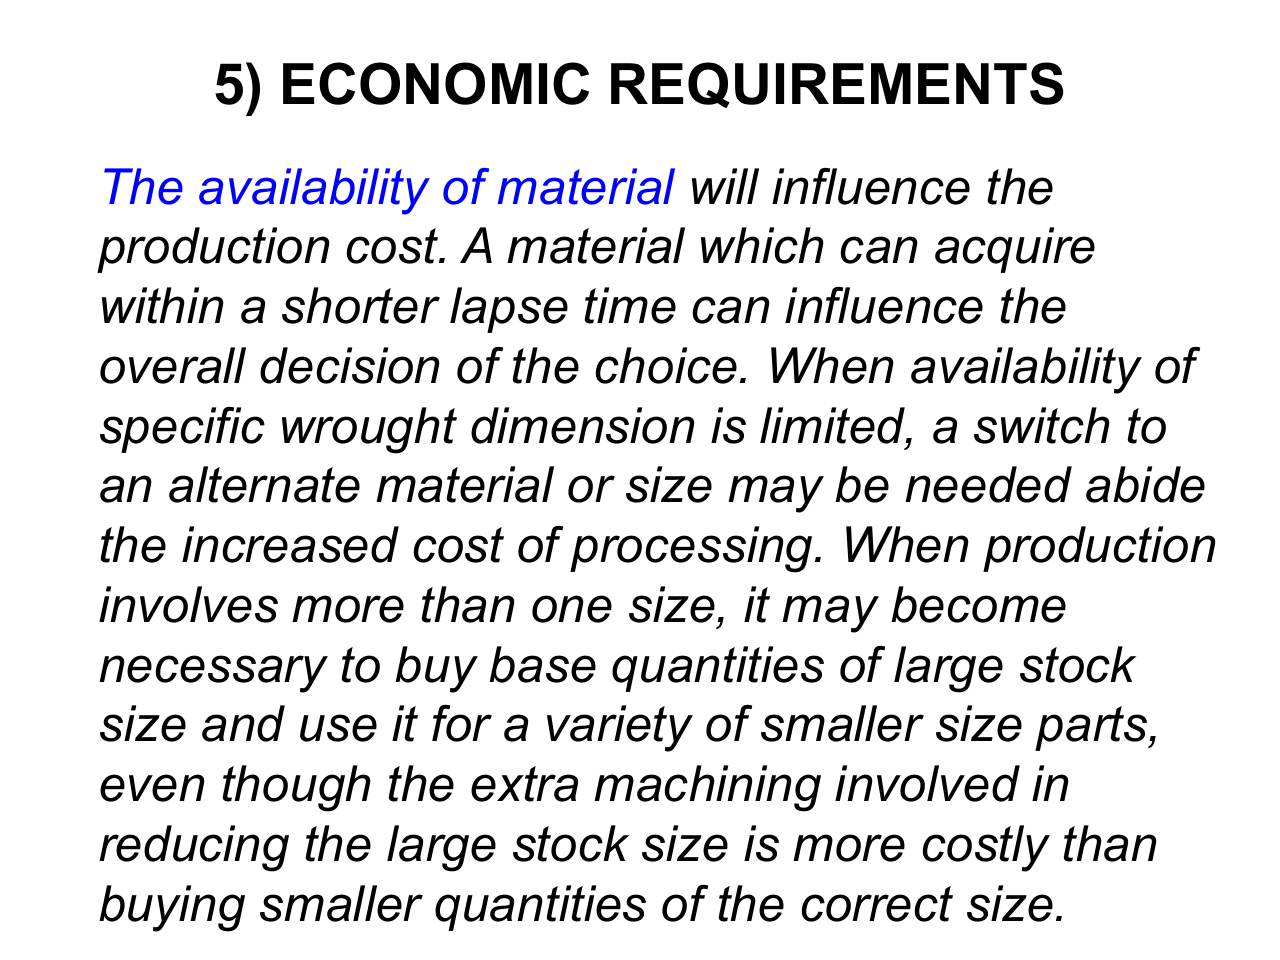 5) ECONOMIC REQUIREMENTS
The availability of material will influence the
production cost. A material which can acquire
within a shorter lapse time can influence the
overall decision of the choice. When availability of
specific wrought dimension is limited, a switch to
an alternate material or size may be needed abide
the increased cost of processing. When production
involves more than one size, it may become
necessary to buy base quantities of large stock
size and use it for a variety of smaller size parts,
even though the extra machining involved in
reducing the large stock size is more costly than
buying smaller quantities of the correct size.